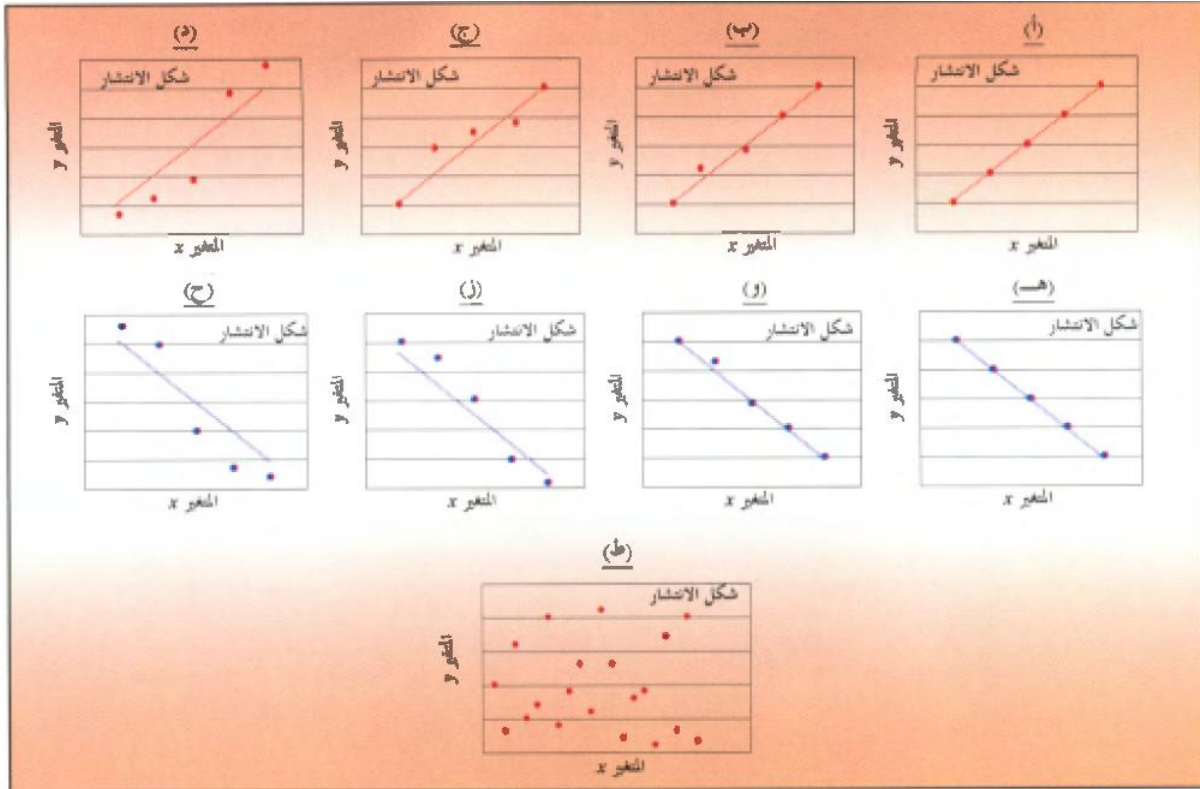 (أ) (ب) (ج) (د)
شكل الانتشار شكل الانتشار شكل الانتشار شكل الانتشار
المتغير y المتغير y المتغير y المتغير y
المتغير x المتغير x المتغير x المتغير x
(هـ) (و) (ز) (ح)
شكل الانتشار شكل الانتشار شكل الانتشار شكل الانتشار
المتغير y المتغير y المتغير y المتغير y
المتغير x المتغير x المتغير x المتغير x
(ط)
شكل الانتشار
المتغير y
المتغير x